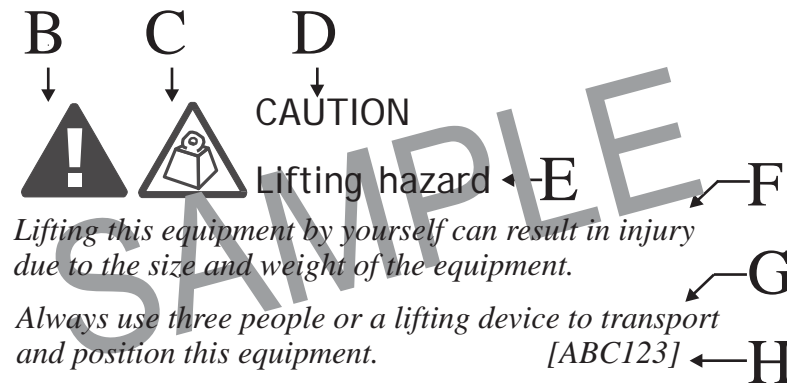 B C D
CAUTION
Lifting hazard E
F
Lifting this equipment by yourself can result in injury
due to the size and weight of the equipment.
G
Always use three people or a lifting device to transport
and position this equipment. [ABC123] H
SAMPLE